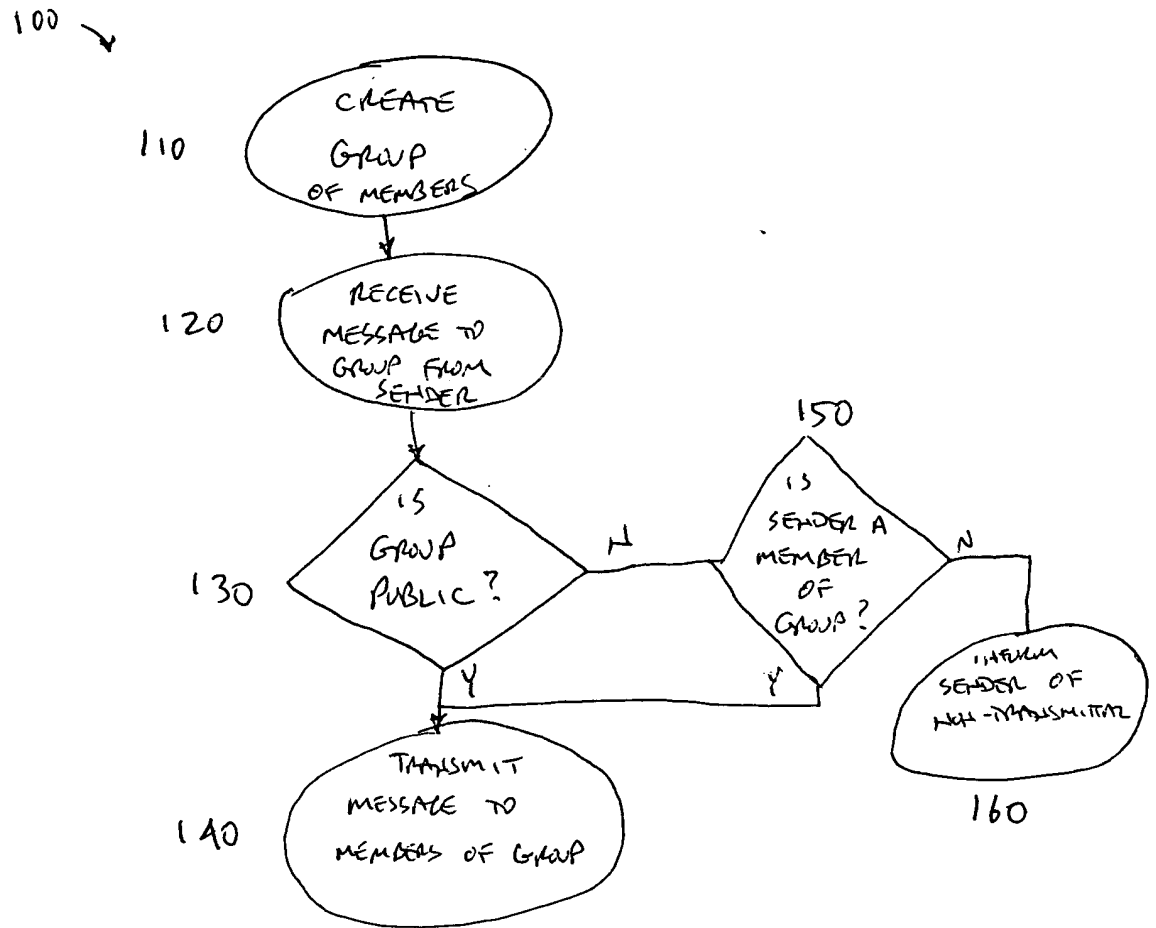 100
110
CREATE
GROUP
OF MEMBERS
120
RECEIVE
MESSAGE TO
GROUP FROM
SENDER
130
IS
GROUP
PUBLIC?
N
150
IS
SENDER A
MEMBER
OF
GROUP?
N
Y
Y
INFORM
SENDER OF
NON-TRANSMITTAL
160
140
TRANSMIT
MESSAGE TO
MEMBERS OF GROUP